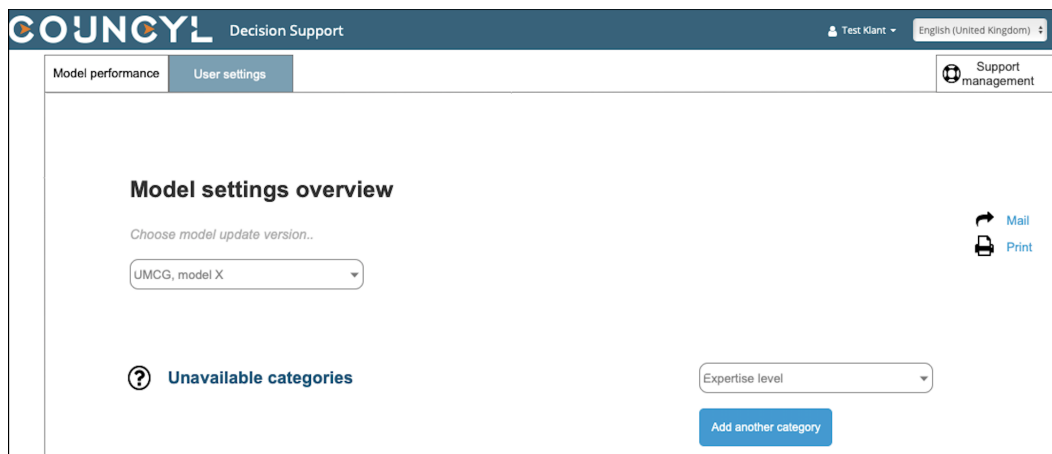 COUNCYL Decision Support
Test Klant
English (United Kingdom)
Model performance
User settings
Support
management
Model settings overview
Choose model update version..
Mail
Print
UMCG, model X
? Unavailable categories
Expertise level
Add another category